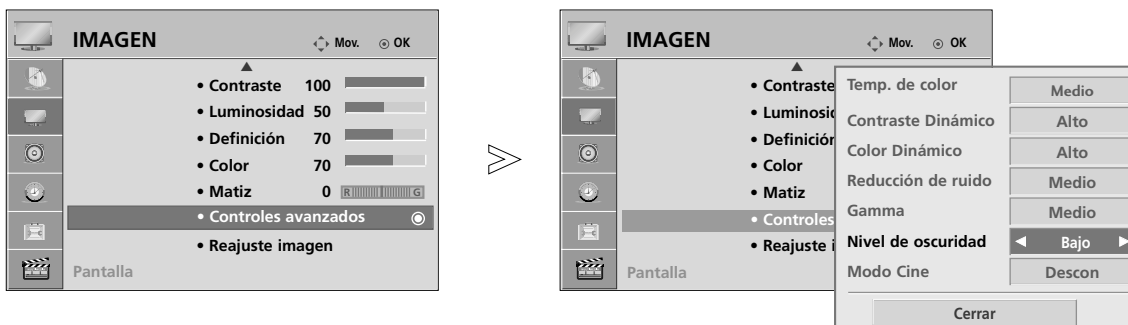 IMAGEN Mov. OK
• Contraste 100
• Luminosidad 50
• Definición 70
• Color 70
• Matiz 0 R G
• Controles avanzados
• Reajuste imagen
Pantalla
IMAGEN Mov. OK
• Contraste
• Luminosid
• Definición
• Color
• Matiz
• Controles
• Reajuste i
Pantalla
Temp. de color Medio
Contraste Dinámico Alto
Color Dinámico Alto
Reducción de ruido Medio
Gamma Medio
Nivel de oscuridad Bajo
Modo Cine Descon
Cerrar